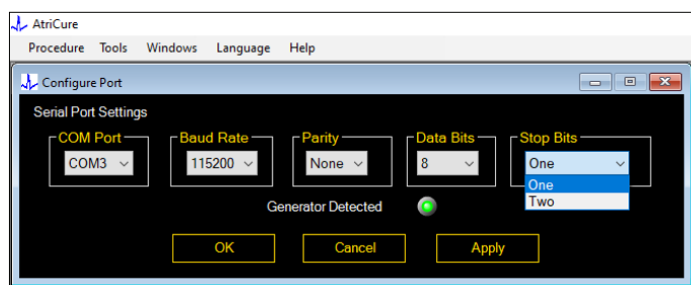 AtriCure
Procedure Tools Windows Language Help
Configure Port
Serial Port Settings
COM Port Baud Rate Parity Data Bits Stop Bits
COM3 115200 None 8 One
One
Two
Generator Detected
OK Cancel Apply